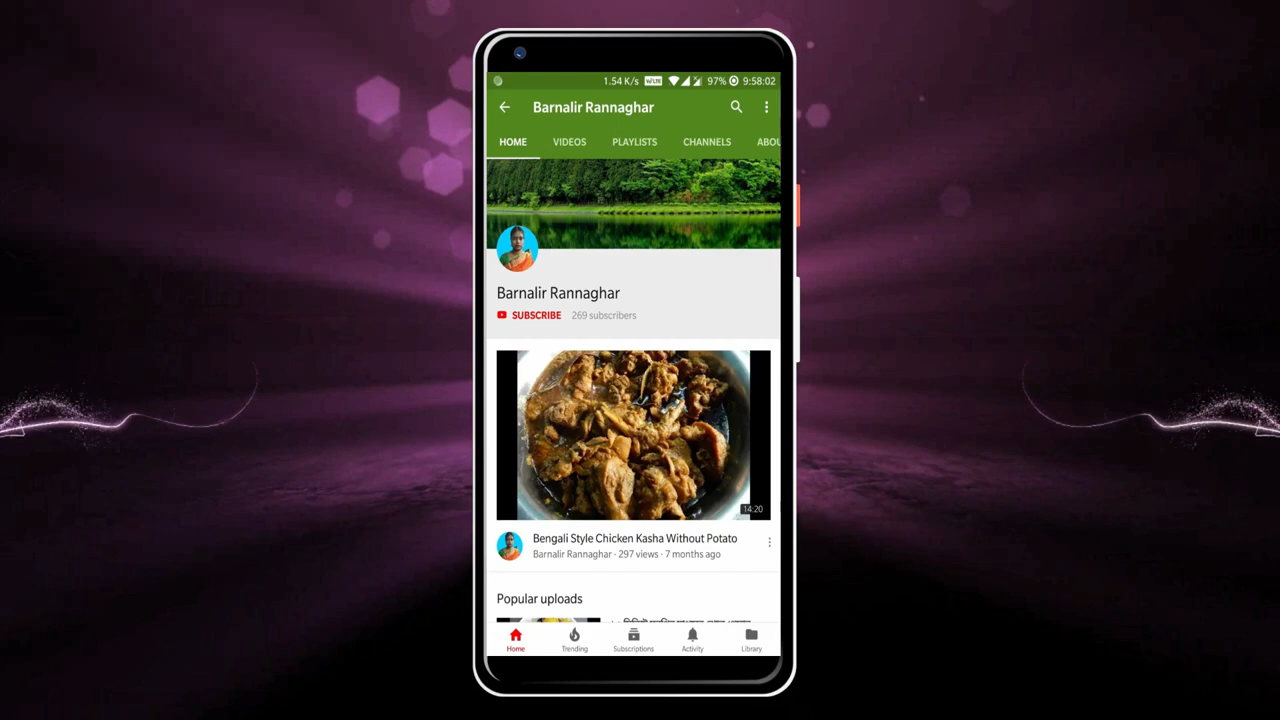 1.54 K/s VoLTE 97% 9:58:02
Barnalir Rannaghar
HOME VIDEOS PLAYLISTS CHANNELS ABOU
Barnalir Rannaghar
SUBSCRIBE 269 subscribers
14:20
Bengali Style Chicken Kasha Without Potato
Barnalir Rannaghar · 297 views · 7 months ago
Popular uploads
Home Trending Subscriptions Activity Library